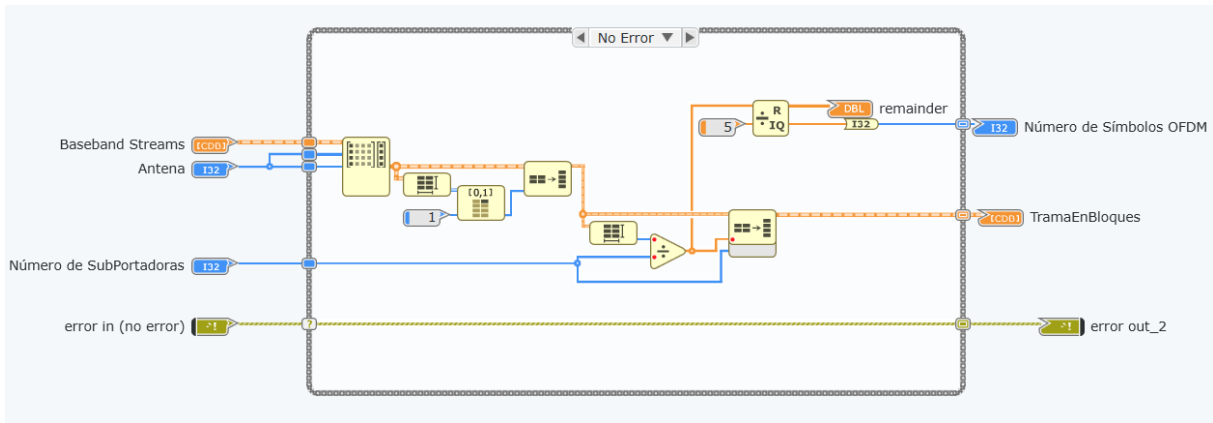 No Error
DBL
remainder
R
IQ
5
I32
I32
Número de Símbolos OFDM
Baseband Streams
[CDB]
Antena
I32
[0,1]
1
[CDB]
TramaEnBloques
Número de SubPortadoras
I32
error in (no error)
?
error out_2